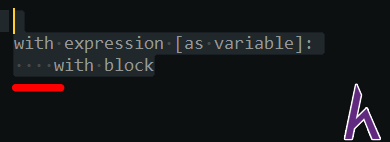 with expression [as variable]:
    with block